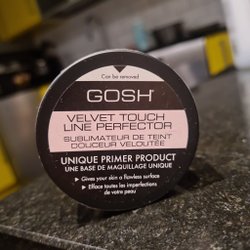 Can be removed
GOSH
VELVET TOUCH
LINE PERFECTOR
SUBLIMATEUR DE TEINT
DOUCEUR VELOUTÉE
UNIQUE PRIMER PRODUCT
UNE BASE DE MAQUILLAGE UNIQUE
▸ Gives your skin a flawless surface
▸ Efface toutes les imperfections
de votre peau